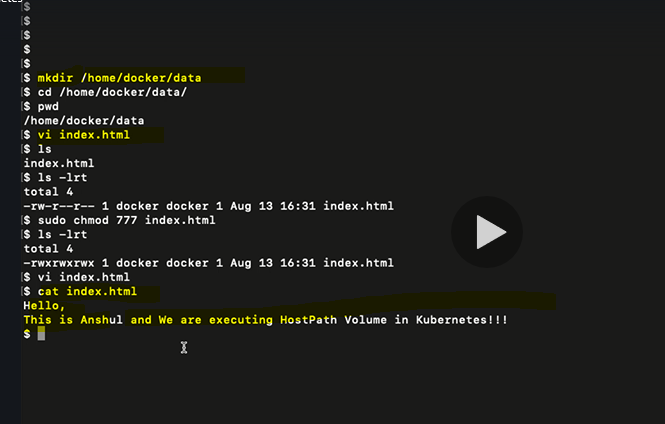 $
$
$
$
$
$ mkdir /home/docker/data
$ cd /home/docker/data/
$ pwd
/home/docker/data
$ vi index.html
$ ls
index.html
$ ls -lrt
total 4
-rw-r--r-- 1 docker docker 1 Aug 13 16:31 index.html
$ sudo chmod 777 index.html
$ ls -lrt
total 4
-rwxrwxrwx 1 docker docker 1 Aug 13 16:31 index.html
$ vi index.html
$ cat index.html
Hello,
This is Anshul and We are executing HostPath Volume in Kubernetes!!!
$